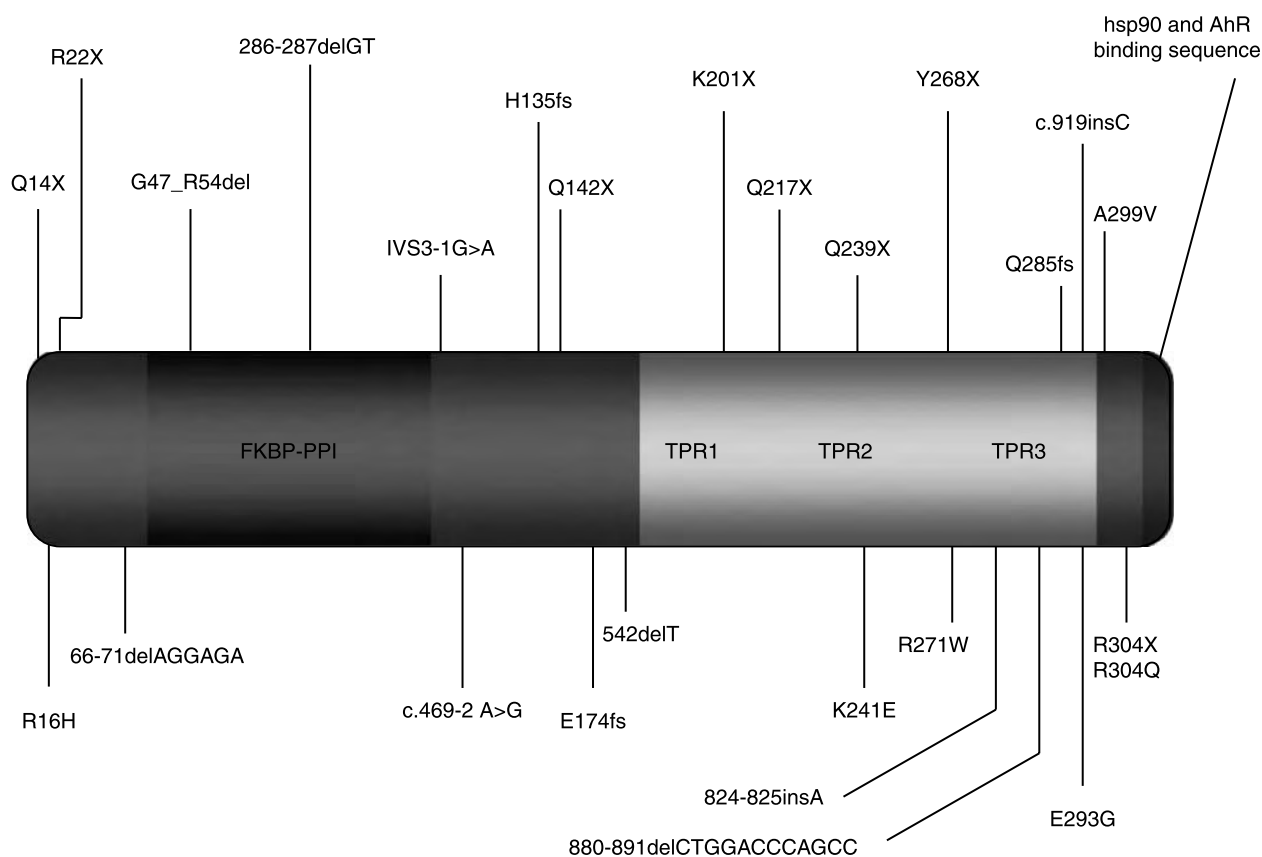 hsp90 and AhR
binding sequence
R22X
286-287delGT
K201X
Y268X
H135fs
c.919insC
Q14X
G47_R54del
Q142X
Q217X
A299V
IVS3-1G>A
Q239X
Q285fs
FKBP-PPI
TPR1
TPR2
TPR3
542delT
R271W
R304X
R304Q
66-71delAGGAGA
R16H
c.469-2 A>G
E174fs
K241E
824-825insA
E293G
880-891delCTGGACCCAGCC